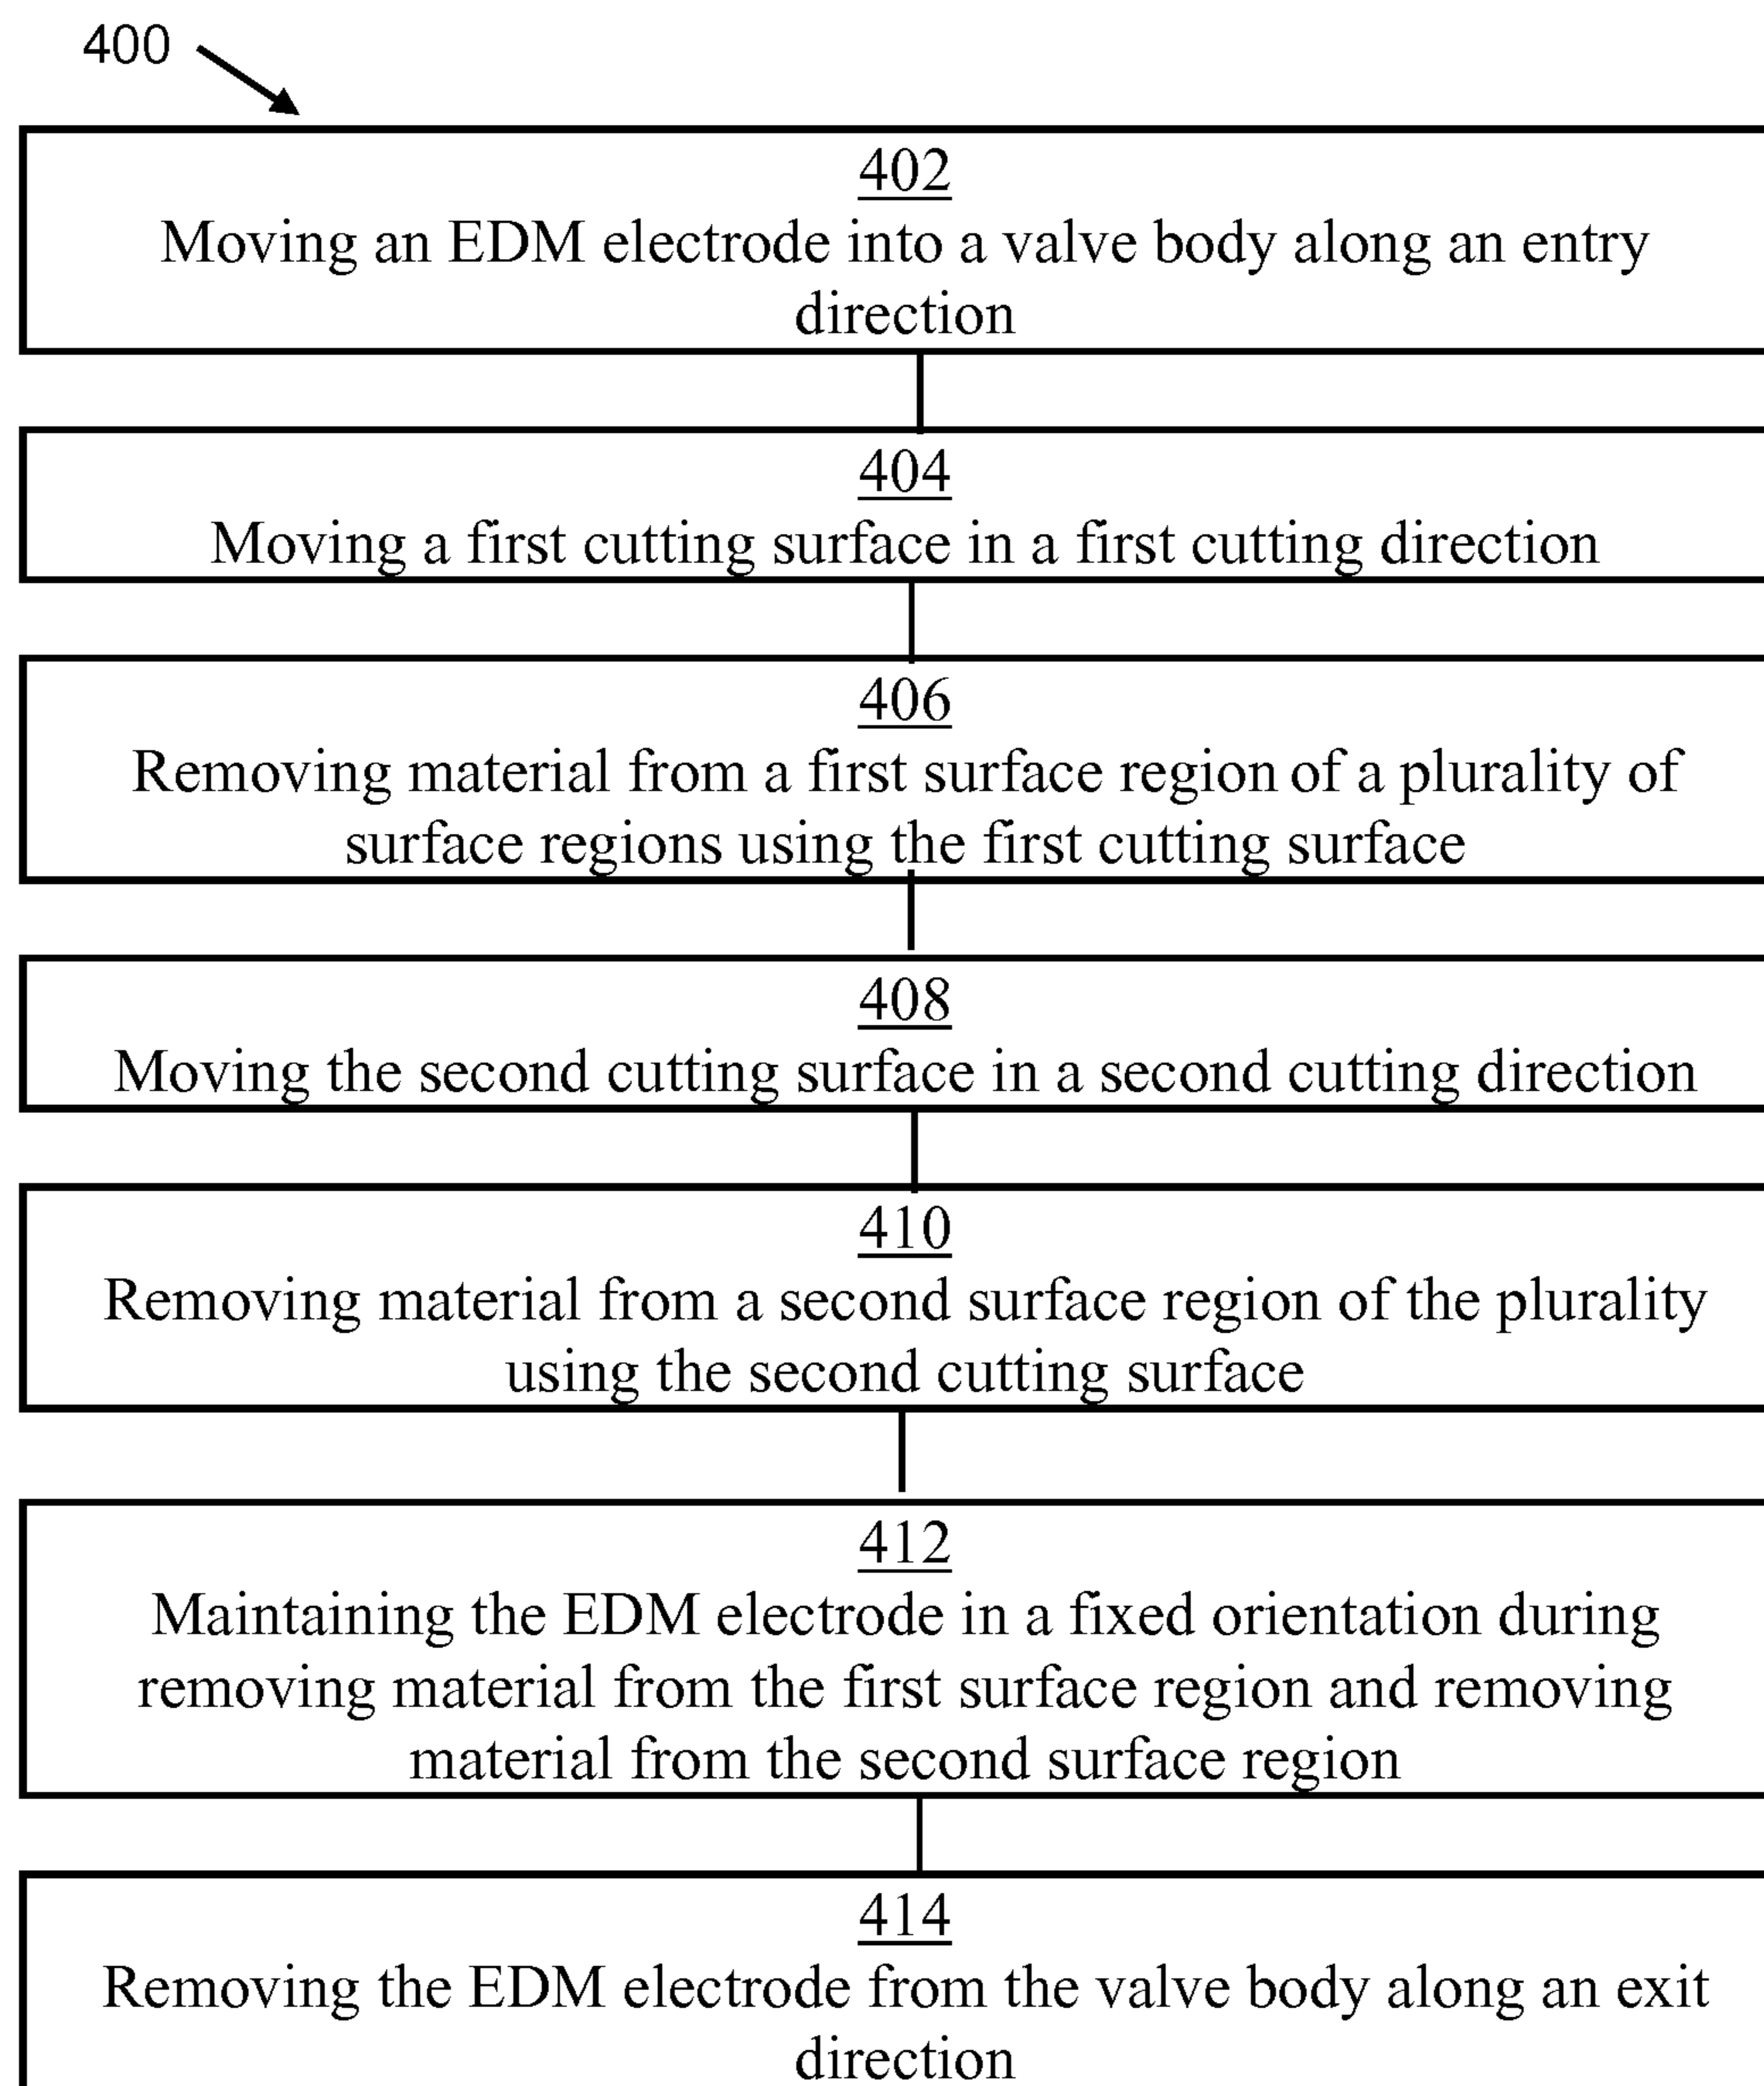 400
402
Moving an EDM electrode into a valve body along an entry
direction
404
Moving a first cutting surface in a first cutting direction
406
Removing material from a first surface region of a plurality of
surface regions using the first cutting surface
408
Moving the second cutting surface in a second cutting direction
410
Removing material from a second surface region of the plurality
using the second cutting surface
412
Maintaining the EDM electrode in a fixed orientation during
removing material from the first surface region and removing
material from the second surface region
414
Removing the EDM electrode from the valve body along an exit
direction